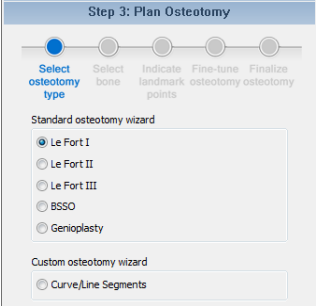 Step 3: Plan Osteotomy
Select osteotomy type
Select bone
Indicate landmark points
Fine-tune osteotomy
Finalize osteotomy
Standard osteotomy wizard
Le Fort I
Le Fort II
Le Fort III
BSSO
Genioplasty
Custom osteotomy wizard
Curve/Line Segments